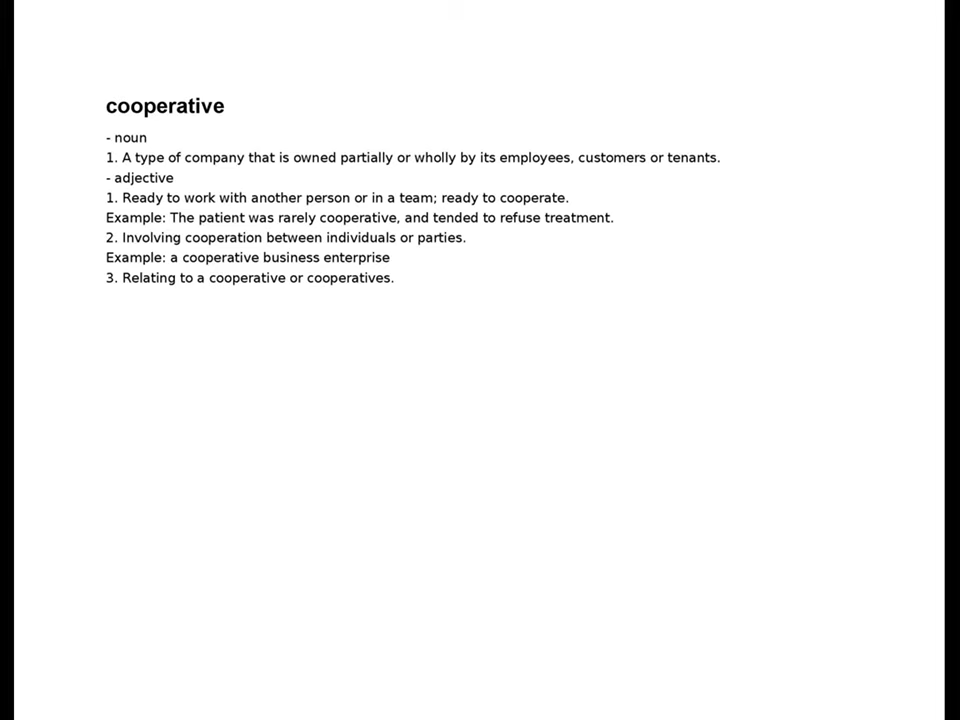 cooperative
- noun
1. A type of company that is owned partially or wholly by its employees, customers or tenants.
- adjective
1. Ready to work with another person or in a team; ready to cooperate.
Example: The patient was rarely cooperative, and tended to refuse treatment.
2. Involving cooperation between individuals or parties.
Example: a cooperative business enterprise
3. Relating to a cooperative or cooperatives.